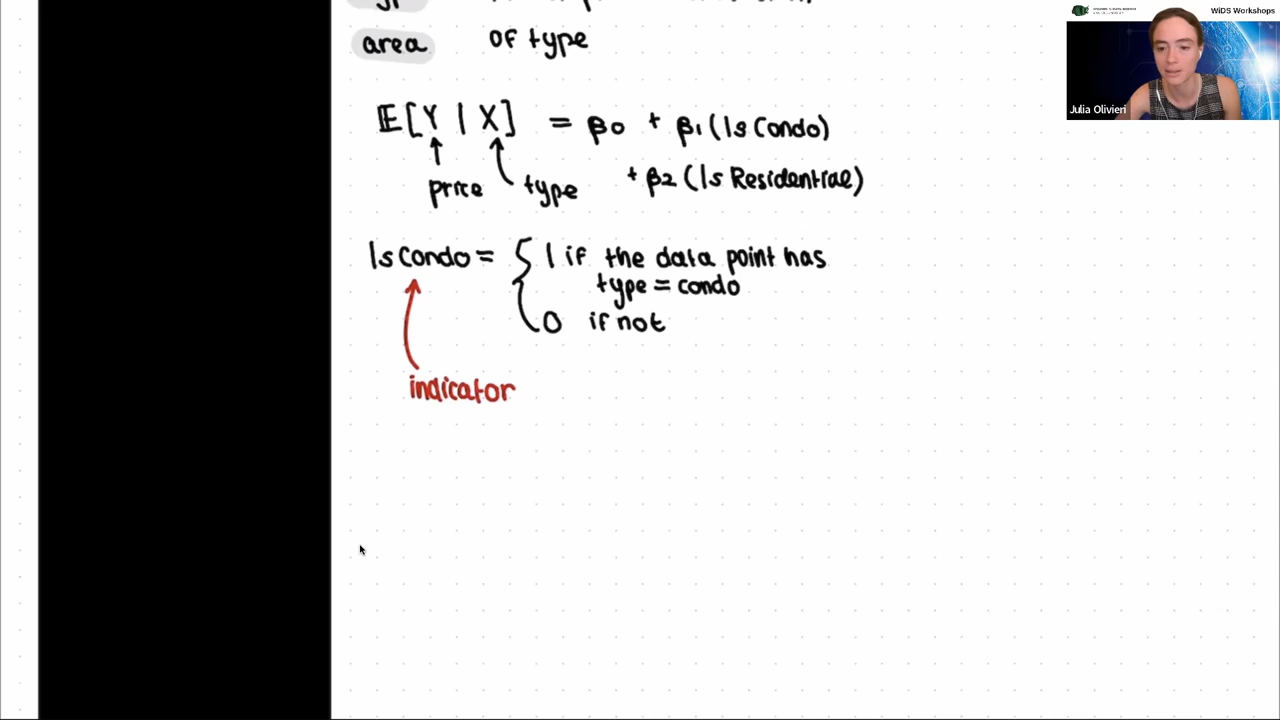 area of type
𝔼[Y | X] = β0 + β1(Is Condo)
+ β2(Is Residential)
price type
Is Condo = { 1 if the data point has
type = condo
0 if not
indicator
WiDS Workshops
Julia Olivieri